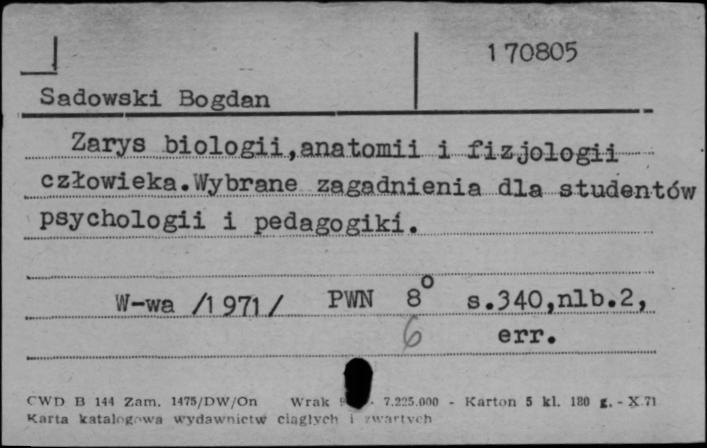 170805
Sadowski Bogdan
Zarys biologii,anatomii i fizjologii
człowieka.Wybrane zagadnienia dla studentów
psychologii i pedagogiki.
W-wa /1971/ PWN 8° s.340,nlb.2,
6 err.
CWD B 144 Zam. 1475/DW/On Wrak 7.225.000 - Karton 5 kl. 180 g. - X.71
Karta katalogowa wydawnictw ciągłych i zwartych